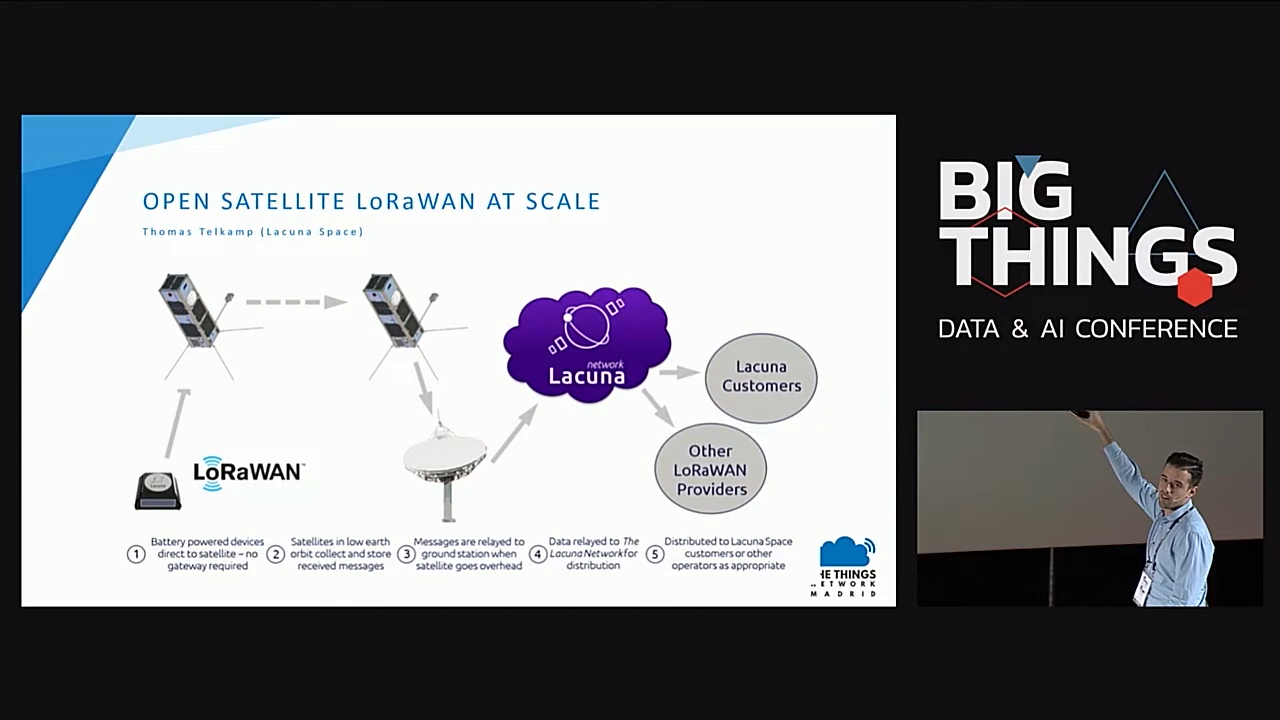 OPEN SATELLITE LoRaWAN AT SCALE
Thomas Telkamp (Lacuna Space)
LoRaWAN™
network
Lacuna
Lacuna
Customers
Other
LoRaWAN
Providers
1
Battery powered devices
direct to satellite – no
gateway required
2
Satellites in low earth
orbit collect and store
received messages
3
Messages are relayed to
ground station when
satellite goes overhead
4
Data relayed to The
Lacuna Network for
distribution
5
Distributed to Lacuna Space
customers or other
operators as appropriate
THE THINGS
NETWORK
MADRID
BIG
THINGS
DATA & AI CONFERENCE